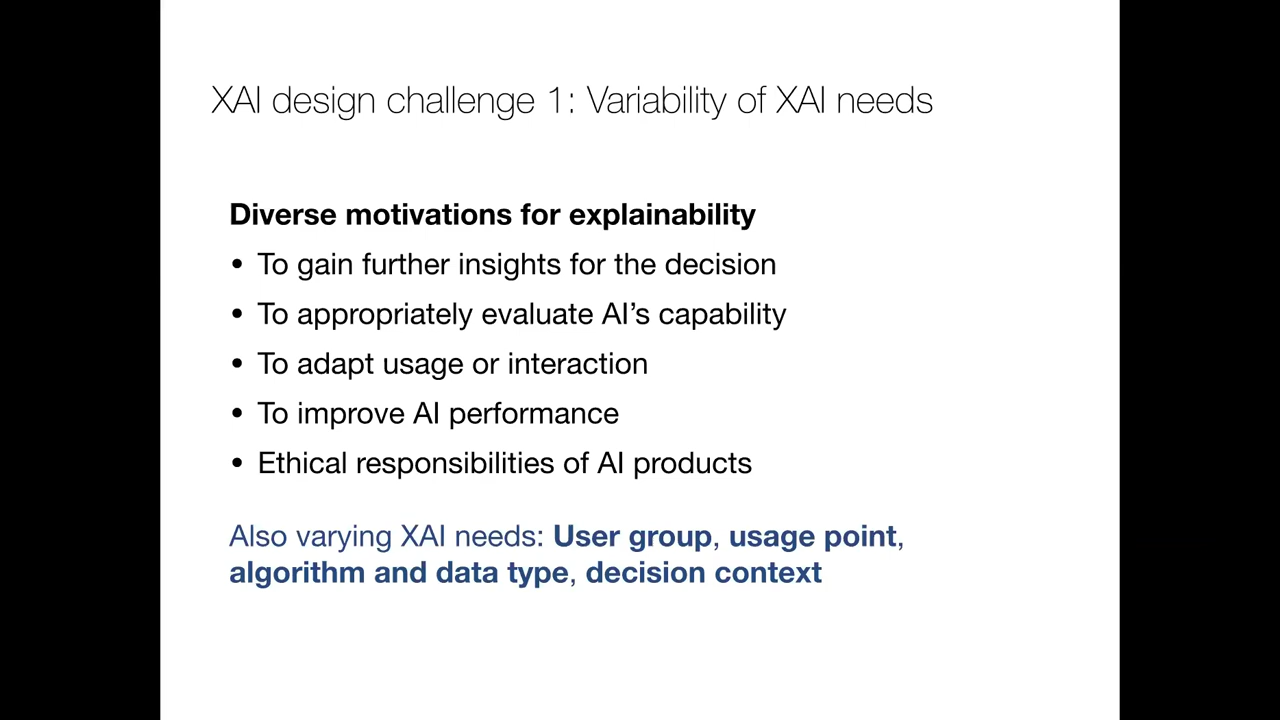 XAI design challenge 1: Variability of XAI needs
Diverse motivations for explainability
• To gain further insights for the decision
• To appropriately evaluate AI’s capability
• To adapt usage or interaction
• To improve AI performance
• Ethical responsibilities of AI products
Also varying XAI needs: User group, usage point,
algorithm and data type, decision context